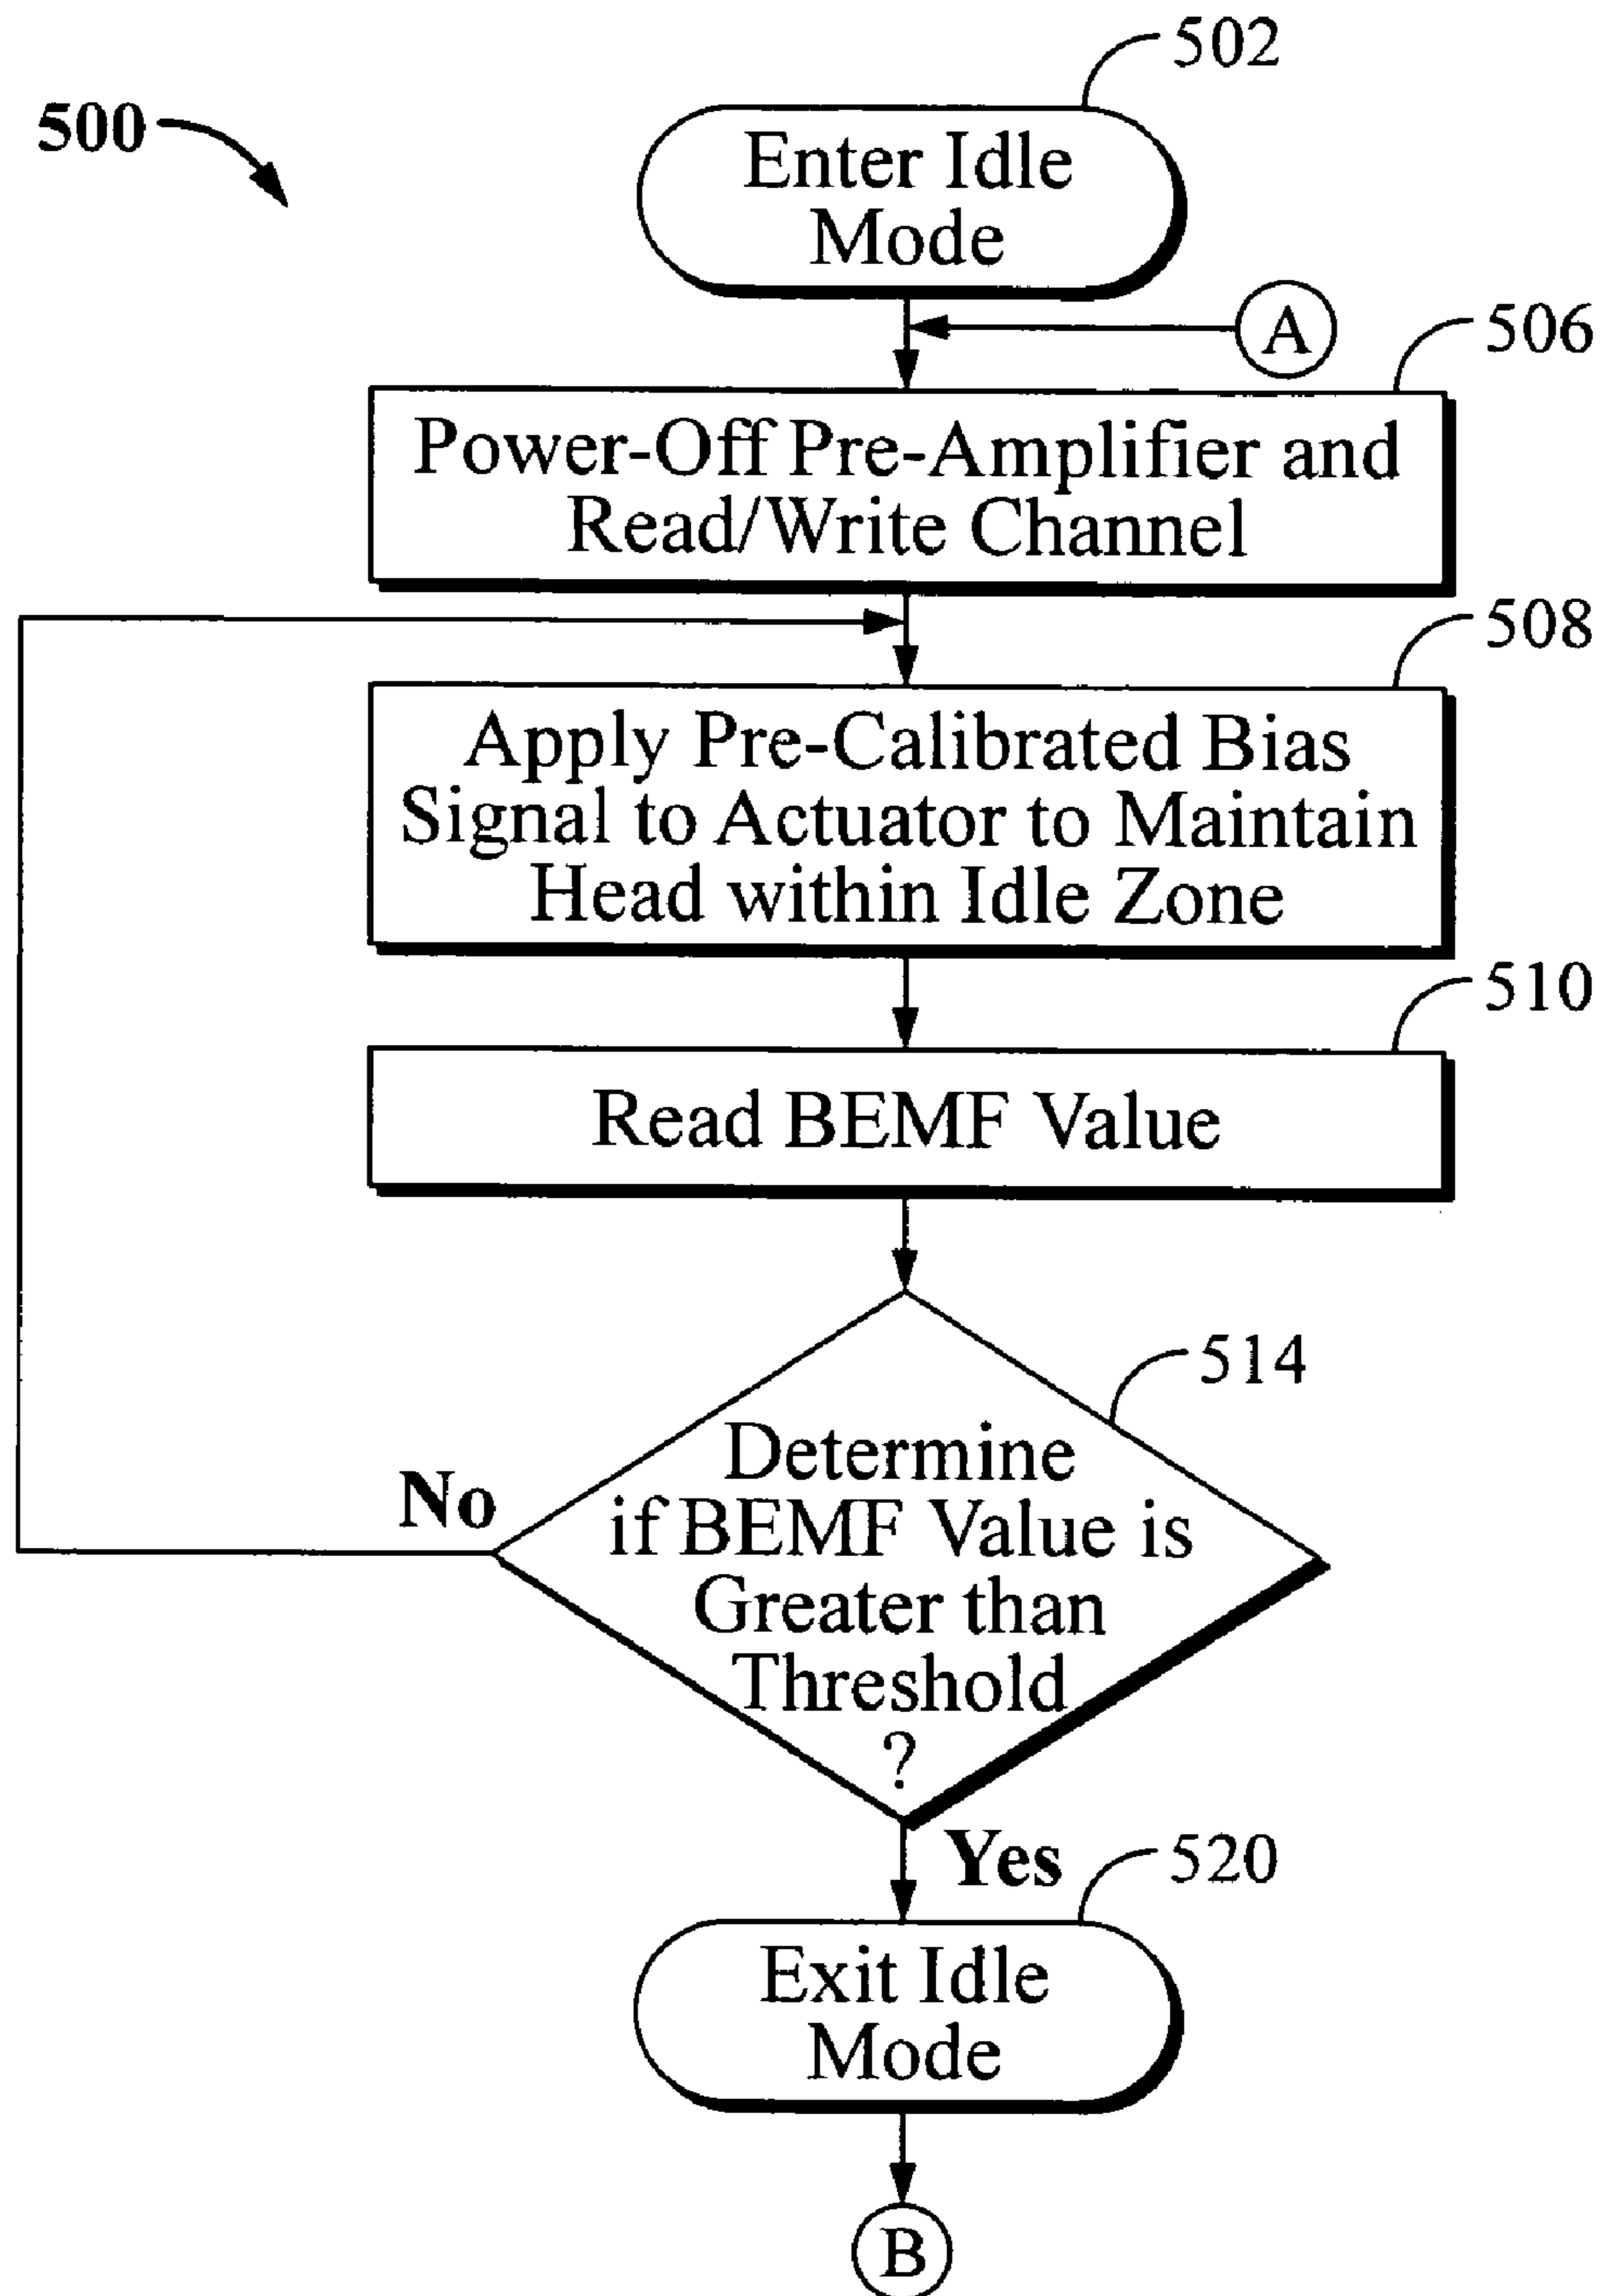 502
500
Enter Idle
Mode
A
506
Power-Off Pre-Amplifier and
Read/Write Channel
508
Apply Pre-Calibrated Bias
Signal to Actuator to Maintain
Head within Idle Zone
510
Read BEMF Value
514
Determine
if BEMF Value is
Greater than
Threshold
?
No
Yes
520
Exit Idle
Mode
B